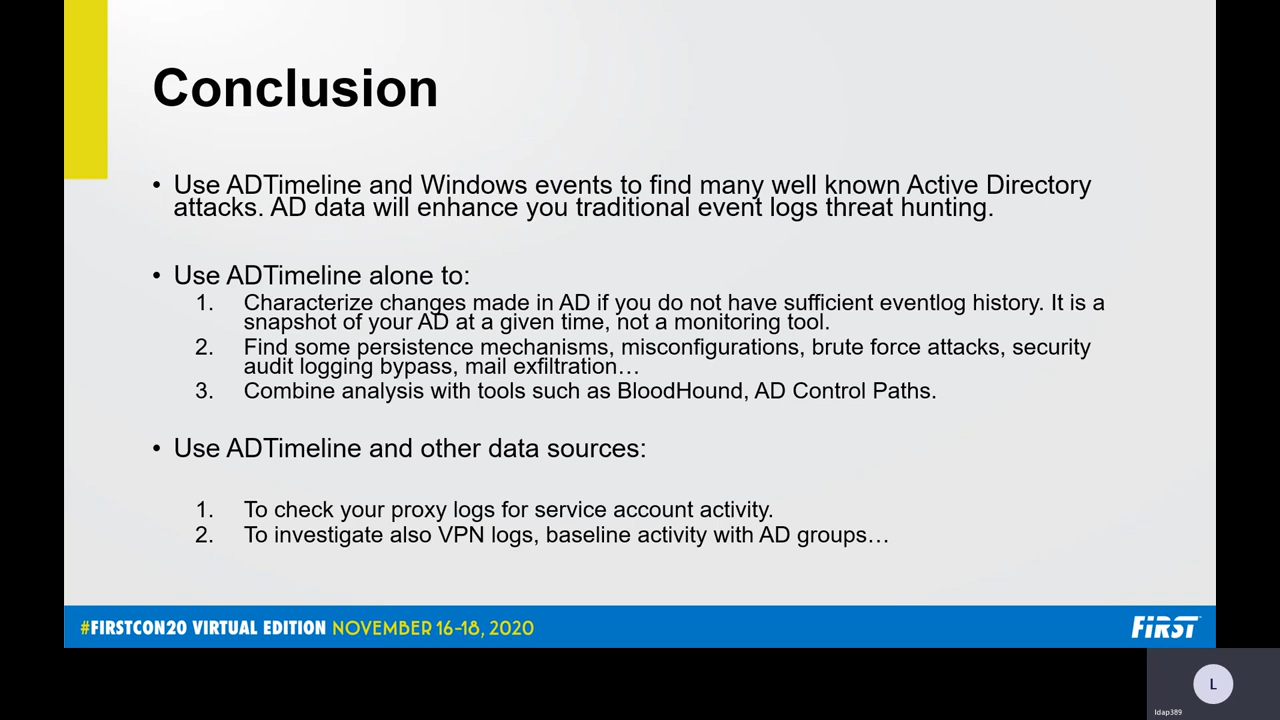 Conclusion
• Use ADTimeline and Windows events to find many well known Active Directory
attacks. AD data will enhance you traditional event logs threat hunting.
• Use ADTimeline alone to:
1. Characterize changes made in AD if you do not have sufficient eventlog history. It is a
snapshot of your AD at a given time, not a monitoring tool.
2. Find some persistence mechanisms, misconfigurations, brute force attacks, security
audit logging bypass, mail exfiltration…
3. Combine analysis with tools such as BloodHound, AD Control Paths.
• Use ADTimeline and other data sources:
1. To check your proxy logs for service account activity.
2. To investigate also VPN logs, baseline activity with AD groups…
#FIRSTCON20 VIRTUAL EDITION NOVEMBER 16-18, 2020
FiRST
L
ldap389